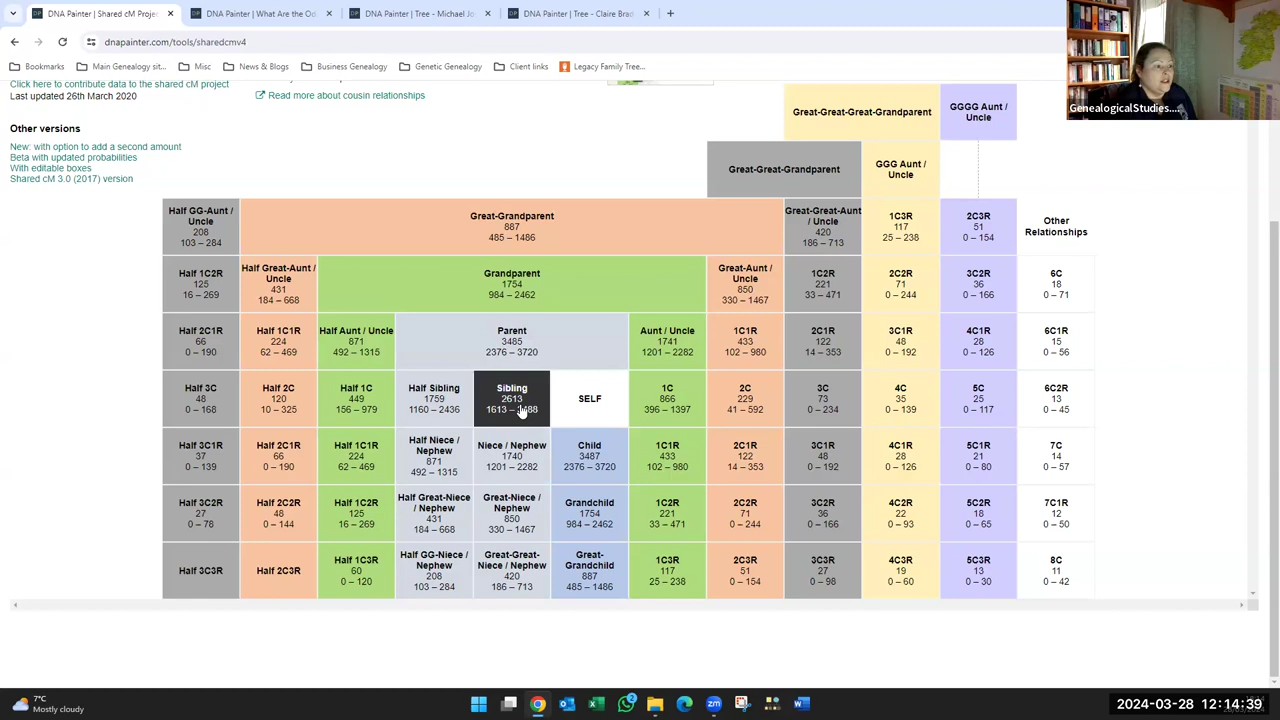 DNA Painter | Shared cM Projec
DNA Painter | What Are the Od
DNA Painter | Tree - Michael Jo
DNA Painter | Tree - Claire Brad
dnapainter.com/tools/sharedcmv4
Bookmarks
Main Genealogy sit...
Misc
News & Blogs
Business Genealogy
Genetic Genealogy
Client links
Legacy Family Tree...
GenealogicalStudies....
Click here to contribute data to the shared cM project
Last updated 26th March 2020
Read more about cousin relationships
Other versions
New: with option to add a second amount
Beta with updated probabilities
With editable boxes
Shared cM 3.0 (2017) version
Great-Great-Great-Grandparent
GGGG Aunt /
Uncle
Great-Great-Grandparent
GGG Aunt /
Uncle
Half GG-Aunt /
Uncle
208
103 – 284
Great-Grandparent
887
485 – 1486
Great-Great-Aunt
/ Uncle
420
186 – 713
1C3R
117
25 – 238
2C3R
51
0 – 154
Other
Relationships
Half 1C2R
125
16 – 269
Half Great-Aunt /
Uncle
431
184 – 668
Grandparent
1754
984 – 2462
Great-Aunt /
Uncle
850
330 – 1467
1C2R
221
33 – 471
2C2R
71
0 – 244
3C2R
36
0 – 166
6C
18
0 – 71
Half 2C1R
66
0 – 190
Half 1C1R
224
62 – 469
Half Aunt / Uncle
871
492 – 1315
Parent
3485
2376 – 3720
Aunt / Uncle
1741
1201 – 2282
1C1R
433
102 – 980
2C1R
122
14 – 353
3C1R
48
0 – 192
4C1R
28
0 – 126
6C1R
15
0 – 56
Half 3C
48
0 – 168
Half 2C
120
10 – 325
Half 1C
449
156 – 979
Half Sibling
1759
1160 – 2436
Sibling
2613
1613 –
SELF
1C
866
396 – 1397
2C
229
41 – 592
3C
73
0 – 234
4C
35
0 – 139
5C
25
0 – 117
6C2R
13
0 – 45
Half 3C1R
37
0 – 139
Half 2C1R
66
0 – 190
Half 1C1R
224
62 – 469
Half Niece /
Nephew
871
492 – 1315
Niece / Nephew
1740
1201 – 2282
Child
3487
2376 – 3720
1C1R
433
102 – 980
2C1R
122
14 – 353
3C1R
48
0 – 192
4C1R
28
0 – 126
5C1R
21
0 – 80
7C
14
0 – 57
Half 3C2R
27
0 – 78
Half 2C2R
48
0 – 144
Half 1C2R
125
16 – 269
Half Great-Niece
/ Nephew
431
184 – 668
Great-Niece /
Nephew
850
330 – 1467
Grandchild
1754
984 – 2462
1C2R
221
33 – 471
2C2R
71
0 – 244
3C2R
36
0 – 166
4C2R
22
0 – 93
5C2R
18
0 – 65
7C1R
12
0 – 50
Half 3C3R
Half 2C3R
Half 1C3R
60
0 – 120
Half GG-Niece /
Nephew
208
103 – 284
Great-Great-
Niece / Nephew
420
186 – 713
Great-
Grandchild
887
485 – 1486
1C3R
117
25 – 238
2C3R
51
0 – 154
3C3R
27
0 – 98
4C3R
19
0 – 60
5C3R
13
0 – 30
8C
11
0 – 42
7°C
Mostly cloudy
2024-03-28 12:14:39